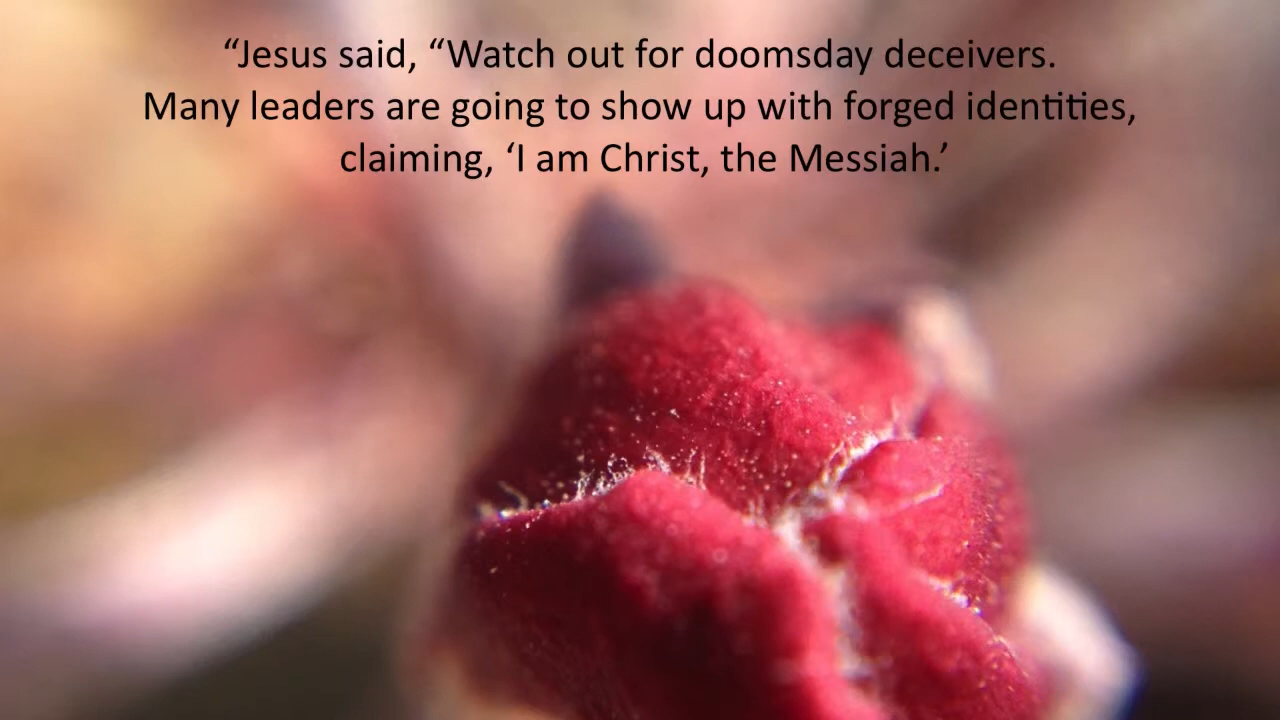 “Jesus said, “Watch out for doomsday deceivers.
Many leaders are going to show up with forged identities,
claiming, ‘I am Christ, the Messiah.’